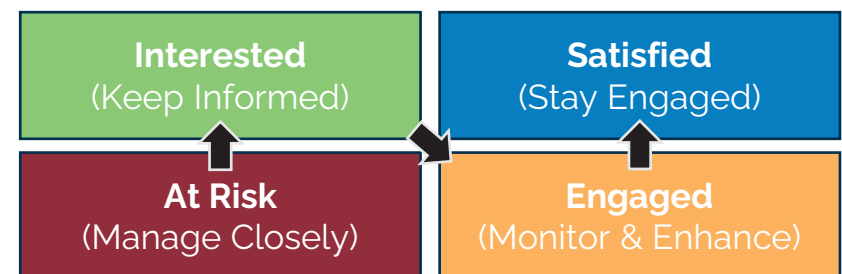 Interested
(Keep Informed)
Satisfied
(Stay Engaged)
At Risk
(Manage Closely)
Engaged
(Monitor & Enhance)